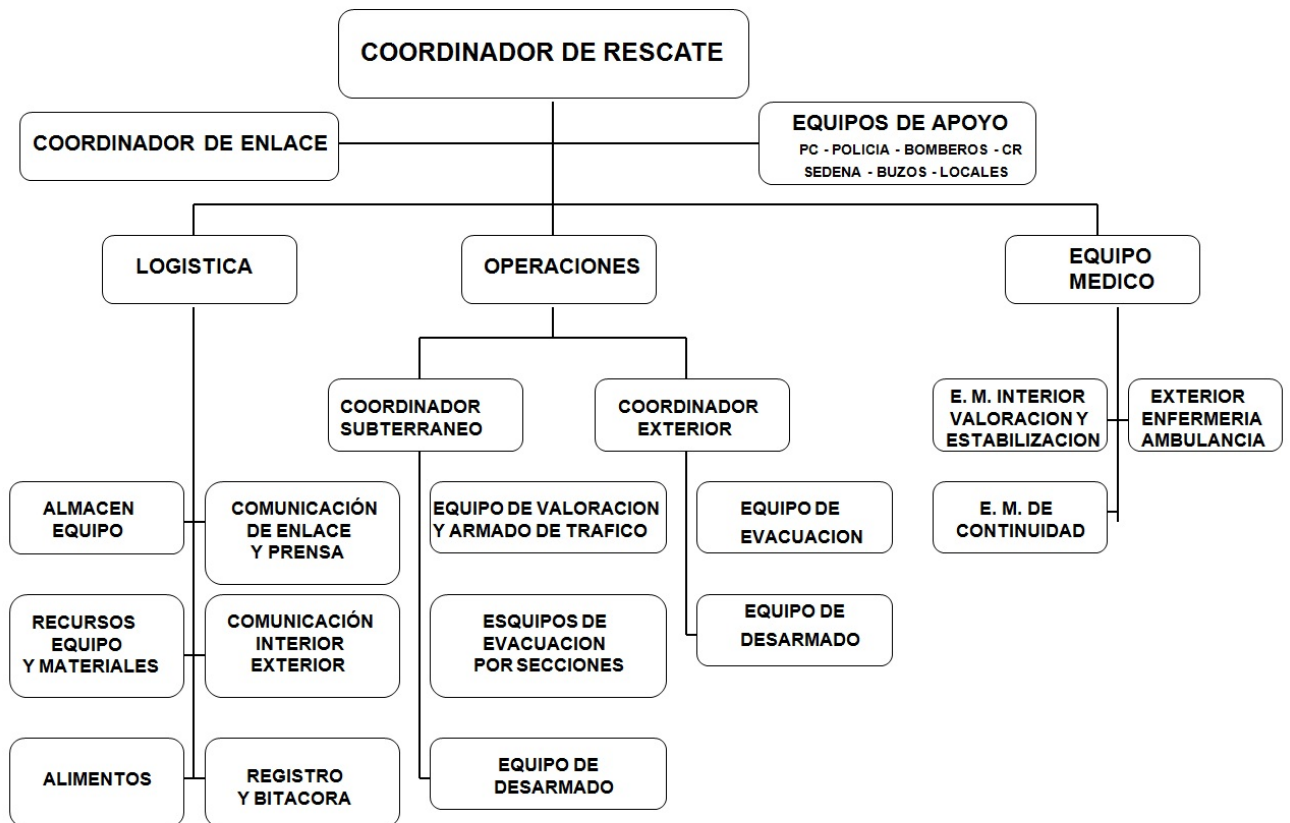 COORDINADOR DE RESCATE
COORDINADOR DE ENLACE
EQUIPOS DE APOYO
PC - POLICIA - BOMBEROS - CR
SEDENA - BUZOS - LOCALES
LOGISTICA
OPERACIONES
EQUIPO
MEDICO
COORDINADOR
SUBTERRANEO
COORDINADOR
EXTERIOR
E. M. INTERIOR
VALORACION Y
ESTABILIZACION
EXTERIOR
ENFERMERIA
AMBULANCIA
ALMACEN
EQUIPO
COMUNICACIÓN
DE ENLACE
Y PRENSA
EQUIPO DE VALORACION
Y ARMADO DE TRAFICO
EQUIPO DE
EVACUACION
E. M. DE
CONTINUIDAD
RECURSOS
EQUIPO
Y MATERIALES
COMUNICACIÓN
INTERIOR
EXTERIOR
ESQUIPOS DE
EVACUACION
POR SECCIONES
EQUIPO DE
DESARMADO
ALIMENTOS
REGISTRO
Y BITACORA
EQUIPO DE
DESARMADO